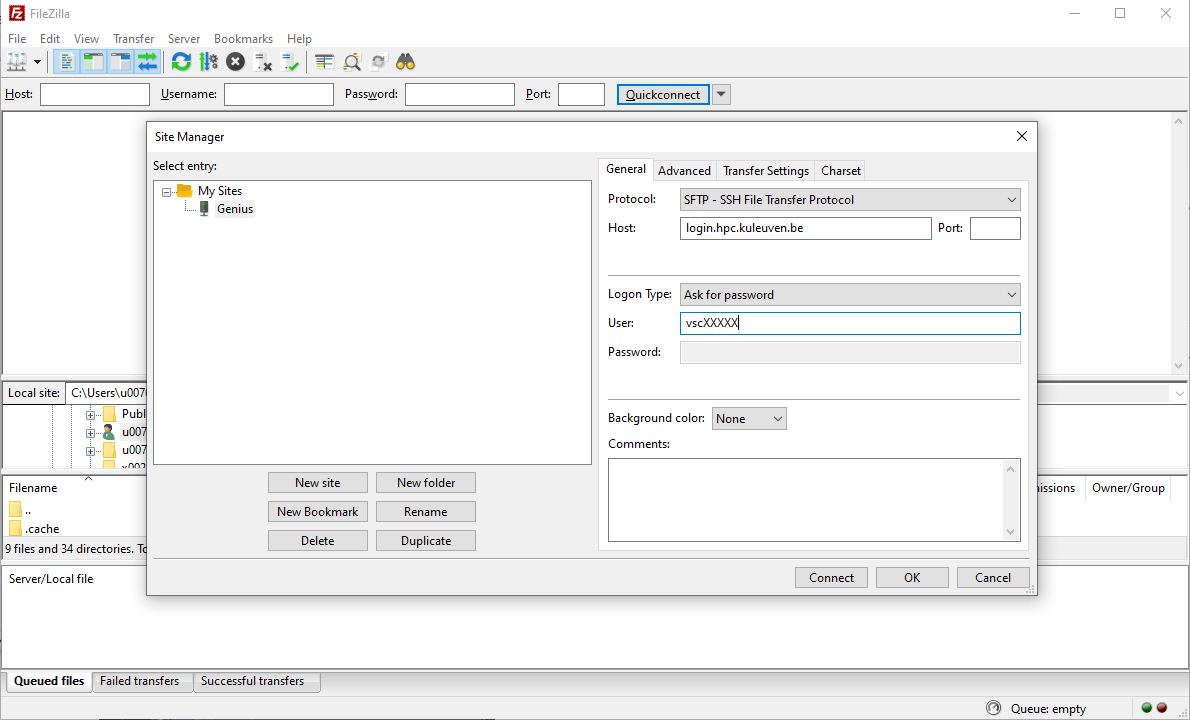 FileZilla
File Edit View Transfer Server Bookmarks Help
Host: Username: Password: Port: Quickconnect
Site Manager
Select entry:
My Sites
Genius
New site New folder
New Bookmark Rename
Delete Duplicate
General Advanced Transfer Settings Charset
Protocol: SFTP - SSH File Transfer Protocol
Host: login.hpc.kuleuven.be Port:
Logon Type: Ask for password
User: vscXXXXX
Password:
Background color: None
Comments:
Connect OK Cancel
Local site: C:\Users\u007
Publ
u007
u007
Filename
..
.cache
9 files and 34 directories. To
issions Owner/Group
Server/Local file
Queued files Failed transfers Successful transfers
Queue: empty